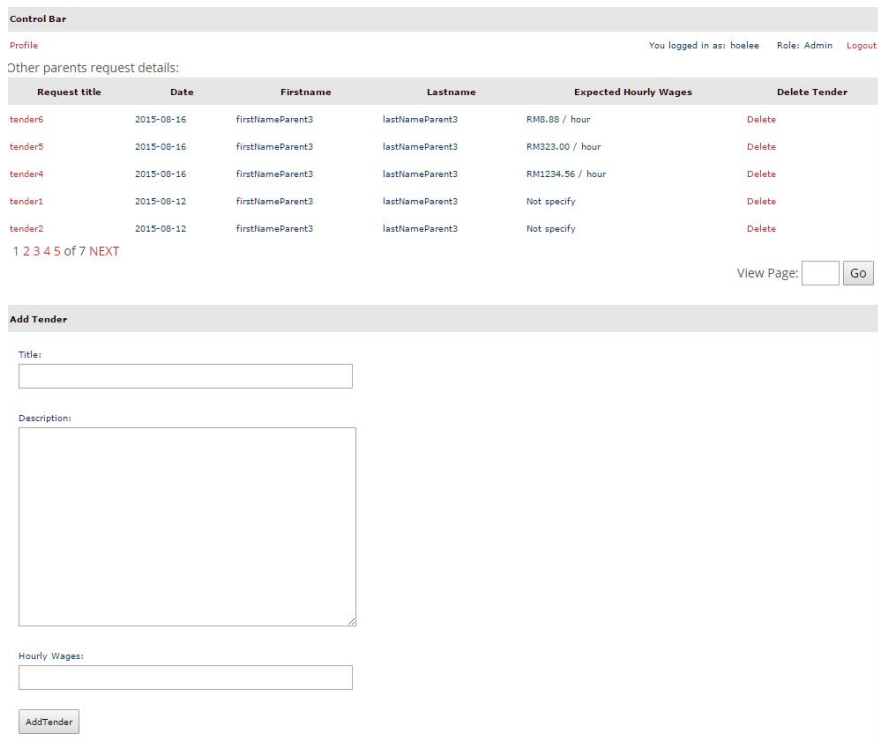 Control Bar
Profile You logged in as: hoelee Role: Admin Logout
Other parents request details:
Request title Date Firstname Lastname Expected Hourly Wages Delete Tender
tender6 2015-08-16 firstNameParent3 lastNameParent3 RM8.88 / hour Delete
tender5 2015-08-16 firstNameParent3 lastNameParent3 RM323.00 / hour Delete
tender4 2015-08-16 firstNameParent3 lastNameParent3 RM1234.56 / hour Delete
tender1 2015-08-12 firstNameParent3 lastNameParent3 Not specify Delete
tender2 2015-08-12 firstNameParent3 lastNameParent3 Not specify Delete
1 2 3 4 5 of 7 NEXT
View Page: Go
Add Tender
Title:
Description:
Hourly Wages:
AddTender